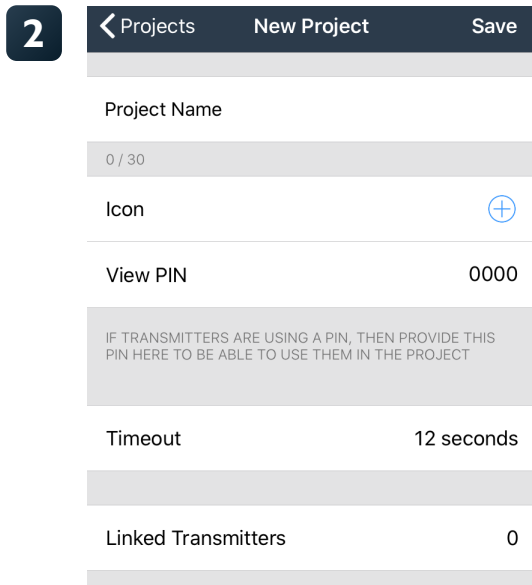 2
Projects New Project Save
Project Name
0 / 30
Icon
View PIN 0000
IF TRANSMITTERS ARE USING A PIN, THEN PROVIDE THIS
PIN HERE TO BE ABLE TO USE THEM IN THE PROJECT
Timeout 12 seconds
Linked Transmitters 0